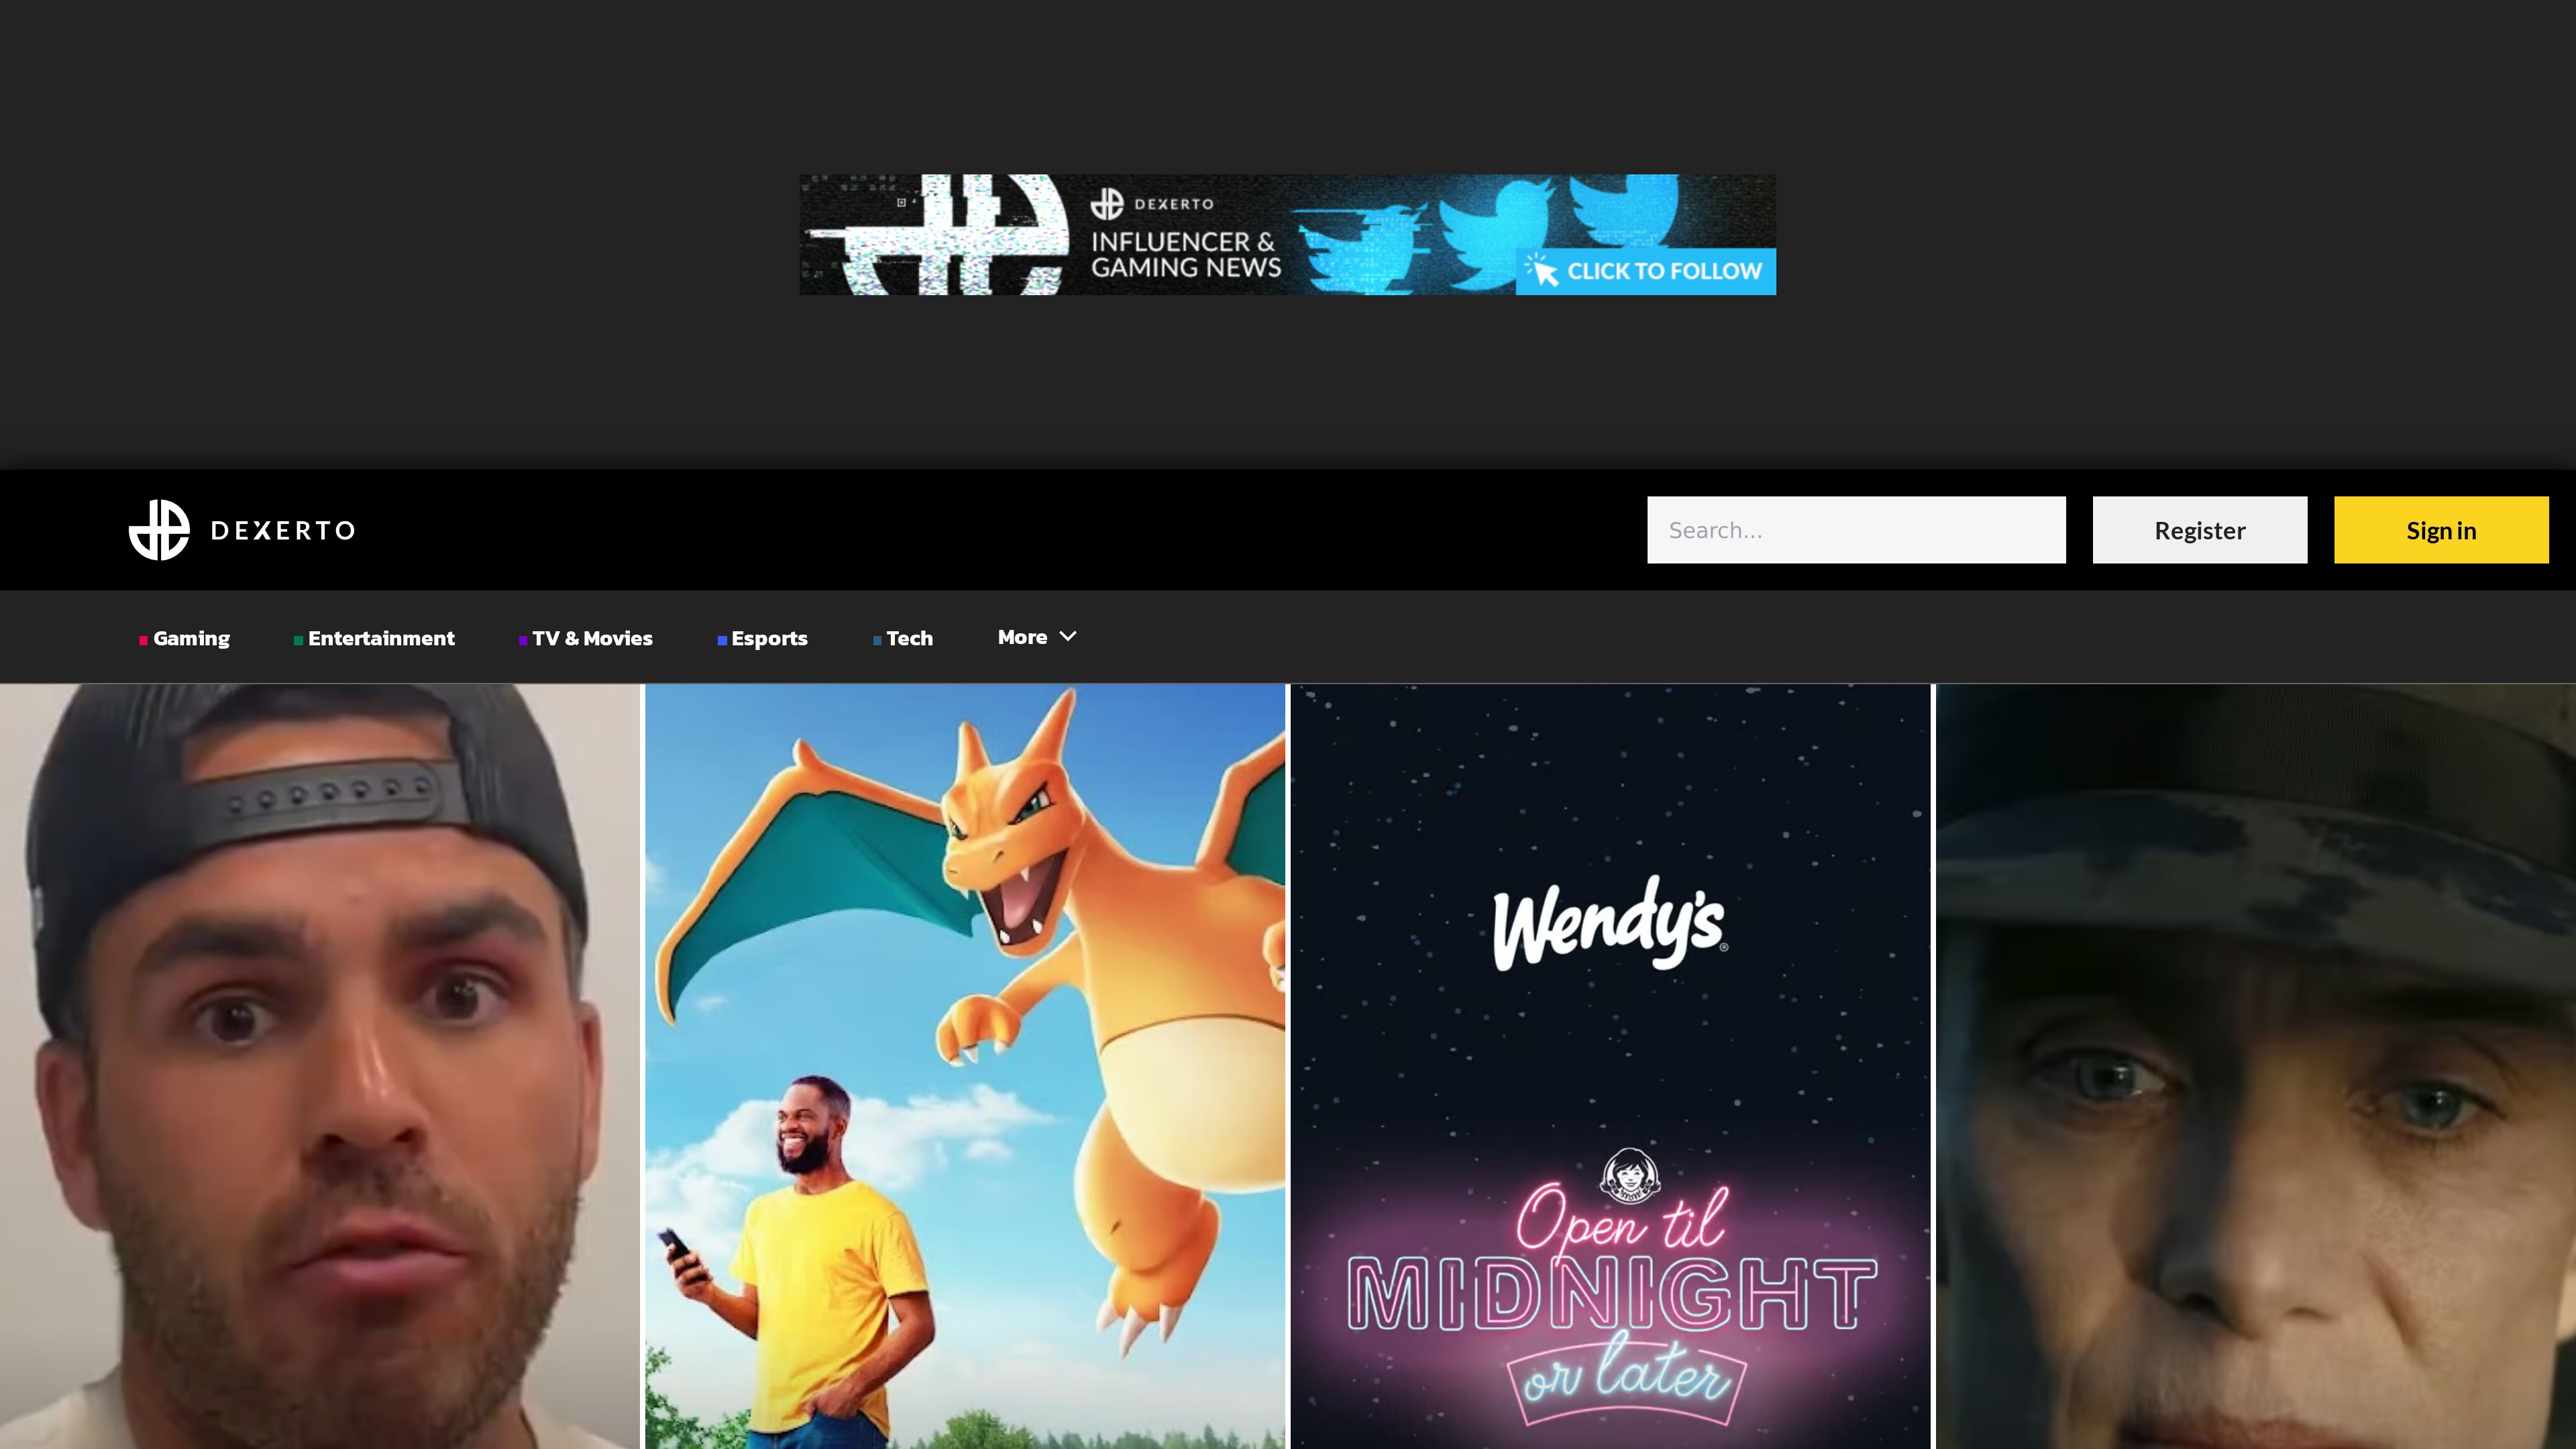 DEXERTO
INFLUENCER &
GAMING NEWS
CLICK TO FOLLOW
DEXERTO
Search...
Register
Sign in
Gaming
Entertainment
TV & Movies
Esports
Tech
More
Wendy's®
Open til
MIDNIGHT
or later